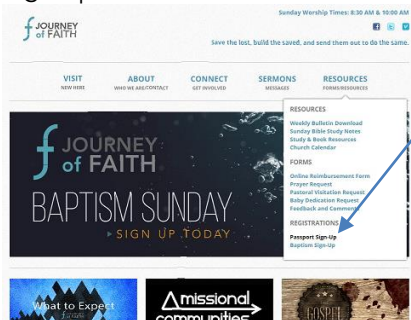 Sunday Worship Times: 8:30 AM & 10:00 AM
JOURNEY
of FAITH
Save the lost, build the saved, and send them out to do the same.
VISIT ABOUT CONNECT SERMONS RESOURCES
NEW HERE WHO WE ARE/CONTACT GET INVOLVED MESSAGES FORMS/RESOURCES
RESOURCES
Weekly Bulletin Download
Sunday Bible Study Notes
Study & Book Resources
Church Calendar
FORMS
Online Reimbursement Form
Prayer Request
Pastoral Visitation Request
Baby Dedication Request
Feedback and Comments
REGISTRATIONS
Passport Sign-Up
Baptism Sign-Up
JOURNEY
of FAITH
BAPTISM SUNDAY
SIGN UP TODAY
What to Expect
missional
communities
GOSPEL